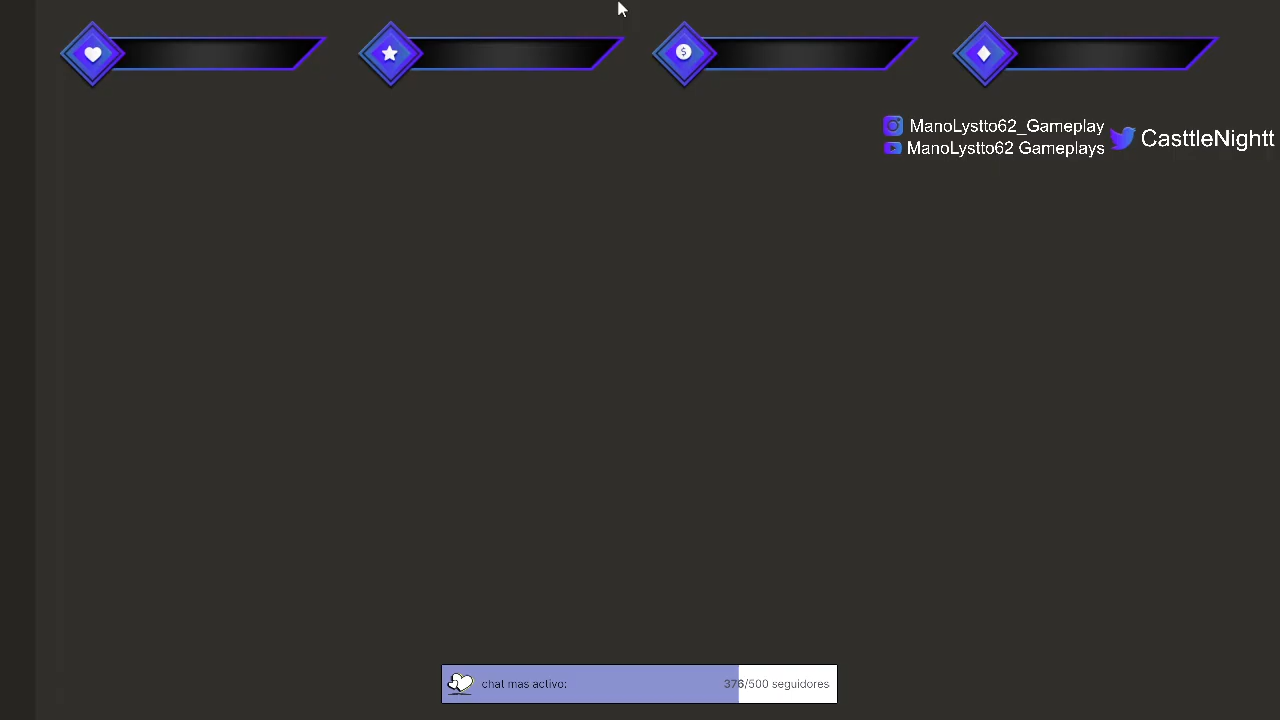 ManoLystto62_Gameplay
ManoLystto62 Gameplays
CasttleNightt
chat mas activo:
376/500 seguidores